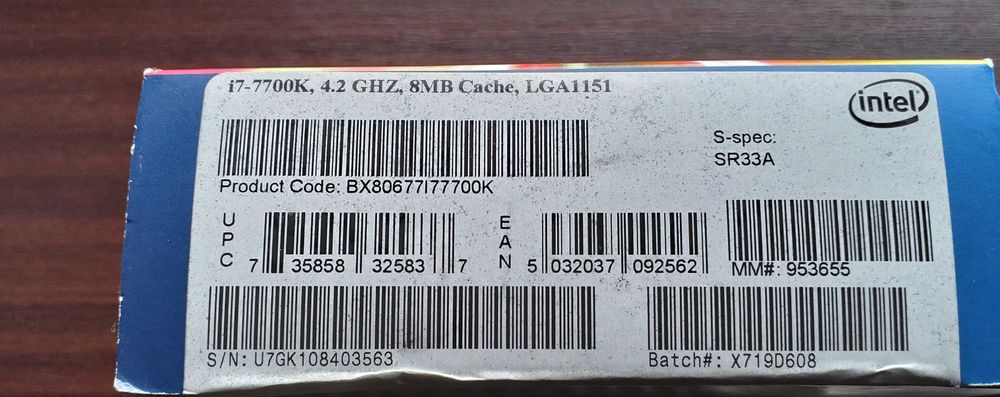 i7-7700K, 4.2 GHZ, 8MB Cache, LGA1151
intel
S-spec:
SR33A
Product Code: BX80677I77700K
UPC 7 35858 32583 7
EAN 5 032037 092562
MM#: 953655
S/N: U7GK108403563
Batch#: X719D608